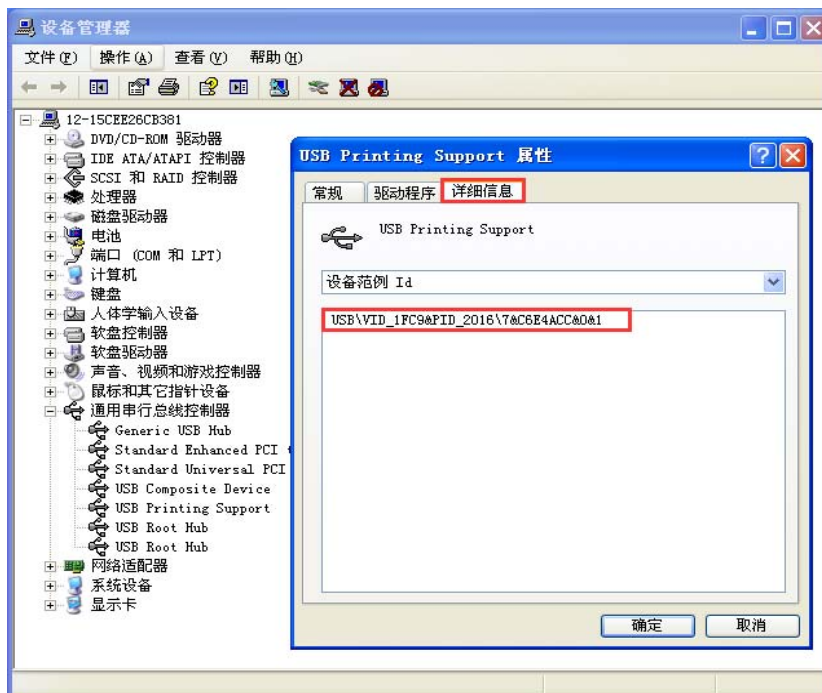 设备管理器
文件(F) 操作(A) 查看(V) 帮助(H)
12-15CEE26CB381
DVD/CD-ROM 驱动器
IDE ATA/ATAPI 控制器
SCSI 和 RAID 控制器
处理器
磁盘驱动器
电池
端口 (COM 和 LPT)
计算机
键盘
人体学输入设备
软盘控制器
软盘驱动器
声音、视频和游戏控制器
鼠标和其它指针设备
通用串行总线控制器
Generic USB Hub
Standard Enhanced PCI
Standard Universal PCI
USB Composite Device
USB Printing Support
USB Root Hub
USB Root Hub
网络适配器
系统设备
显示卡
USB Printing Support 属性
常规 驱动程序 详细信息
USB Printing Support
设备范例 Id
USB\VID_1FC9&PID_2016\7&C6E4ACC&0&1
确定 取消